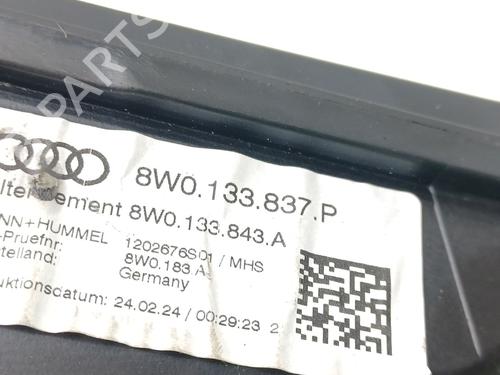 B PARTS
8W0.133.837.P
lterelement 8W0.133.843.A
NN+HUMMEL 1202676S01 / MHS
-Pruefnr: 8W0.183.A
telland: Germany
uktionsdatum: 24.02.24 / 00:29:23 2